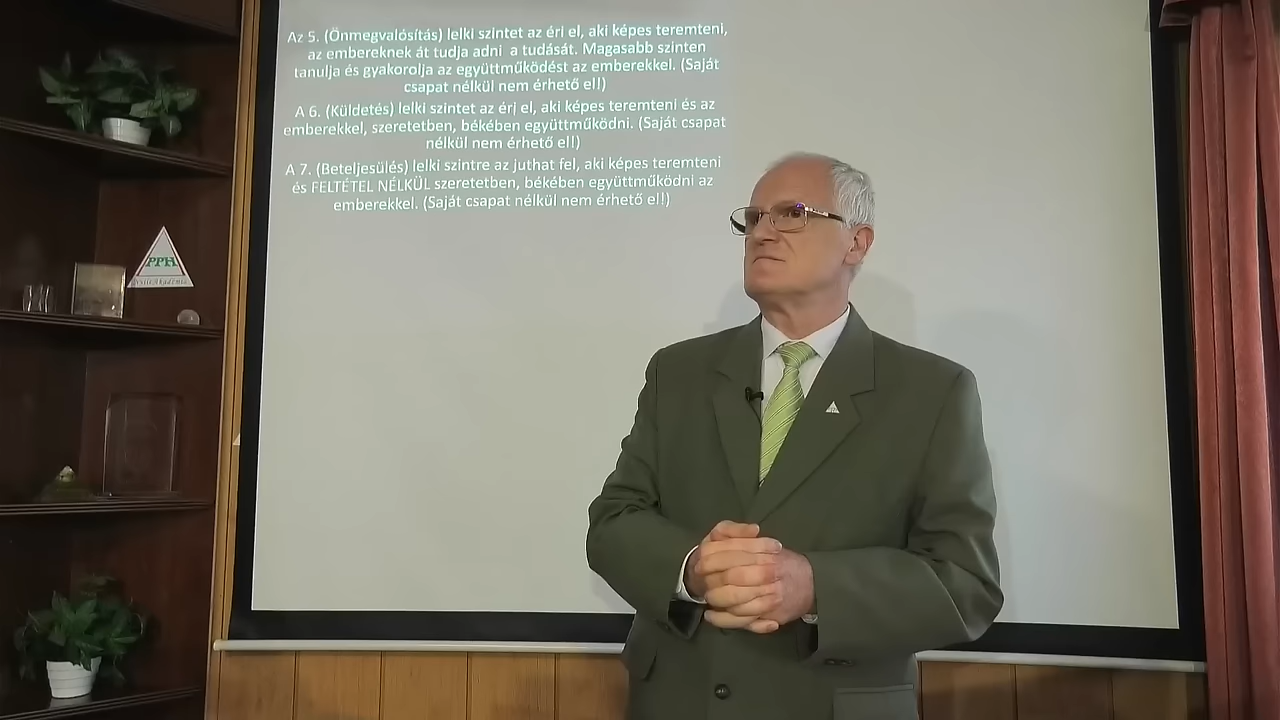 Az 5. (Önmegvalósítás) lelki szintet az éri el, aki képes teremteni,
az embereknek át tudja adni a tudását. Magasabb szinten
tanulja és gyakorolja az együttműködést az emberekkel. (Saját
csapat nélkül nem érhető el!)
A 6. (Küldetés) lelki szintet az éri el, aki képes teremteni és az
emberekkel, szeretetben, békében együttműködni. (Saját csapat
nélkül nem érhető el!)
A 7. (Beteljesülés) lelki szintre az juthat fel, aki képes teremteni
és FELTÉTEL NÉLKÜL szeretetben, békében együttműködni az
emberekkel. (Saját csapat nélkül nem érhető el!)
PPH